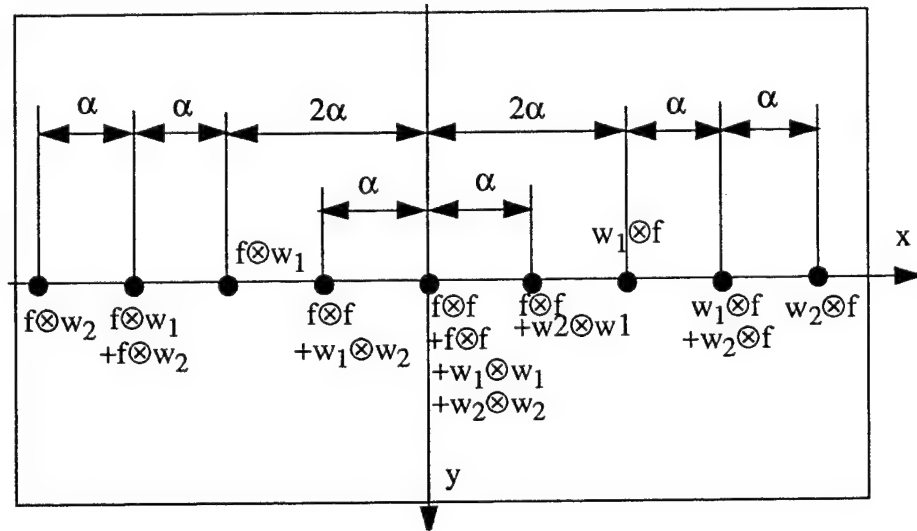 α α 2α 2α α α
α α
w₁⊗f x
f⊗w₁
f⊗w₂ f⊗w₁ f⊗f f⊗f f⊗f w₁⊗f w₂⊗f
+f⊗w₂ +w₁⊗w₂ +f⊗f +w2⊗w1 +w₂⊗f
+w₁⊗w₁
+w₂⊗w₂
y